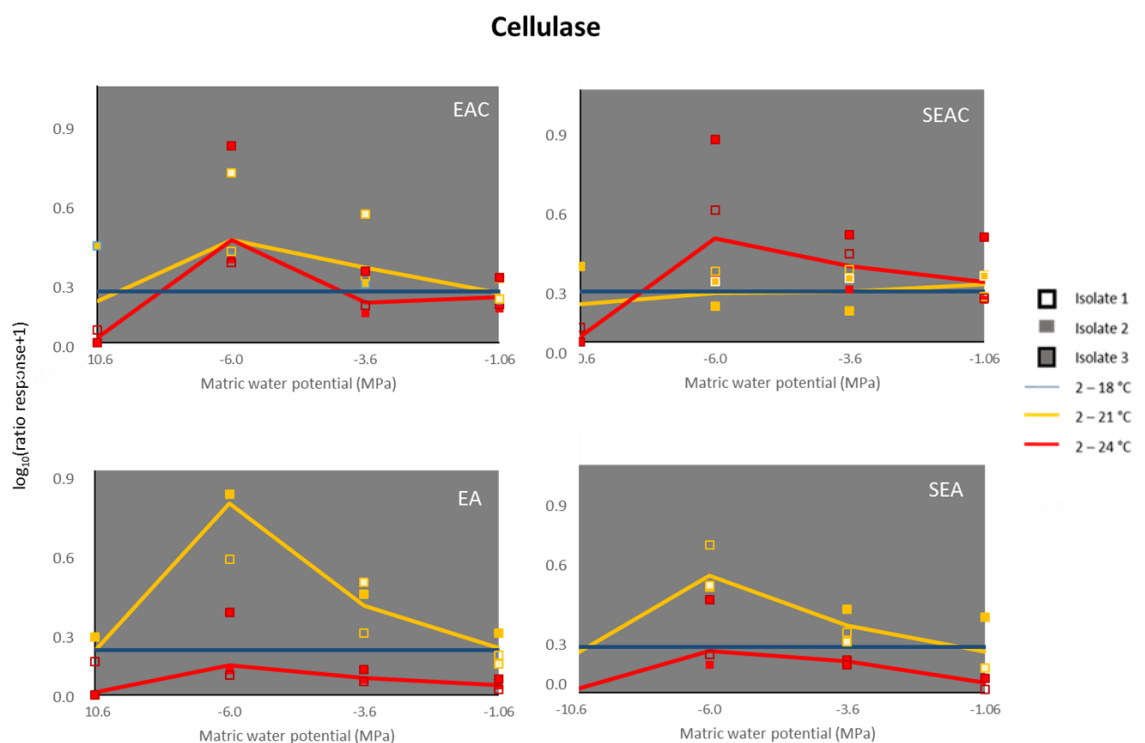 Cellulase
log₁₀(ratio response+1)
EAC
0.9
0.6
0.3
0.0
10.6 -6.0 -3.6 -1.06
Matric water potential (MPa)
SEAC
0.9
0.6
0.3
0.0
0.6 -6.0 -3.6 -1.06
Matric water potential (MPa)
Isolate 1
Isolate 2
Isolate 3
2 – 18 °C
2 – 21 °C
2 – 24 °C
EA
0.9
0.6
0.3
0.0
10.6 -6.0 -3.6 -1.06
Matric water potential (MPa)
SEA
0.9
0.6
0.3
0.0
-10.6 -6.0 -3.6 -1.06
Matric water potential (MPa)